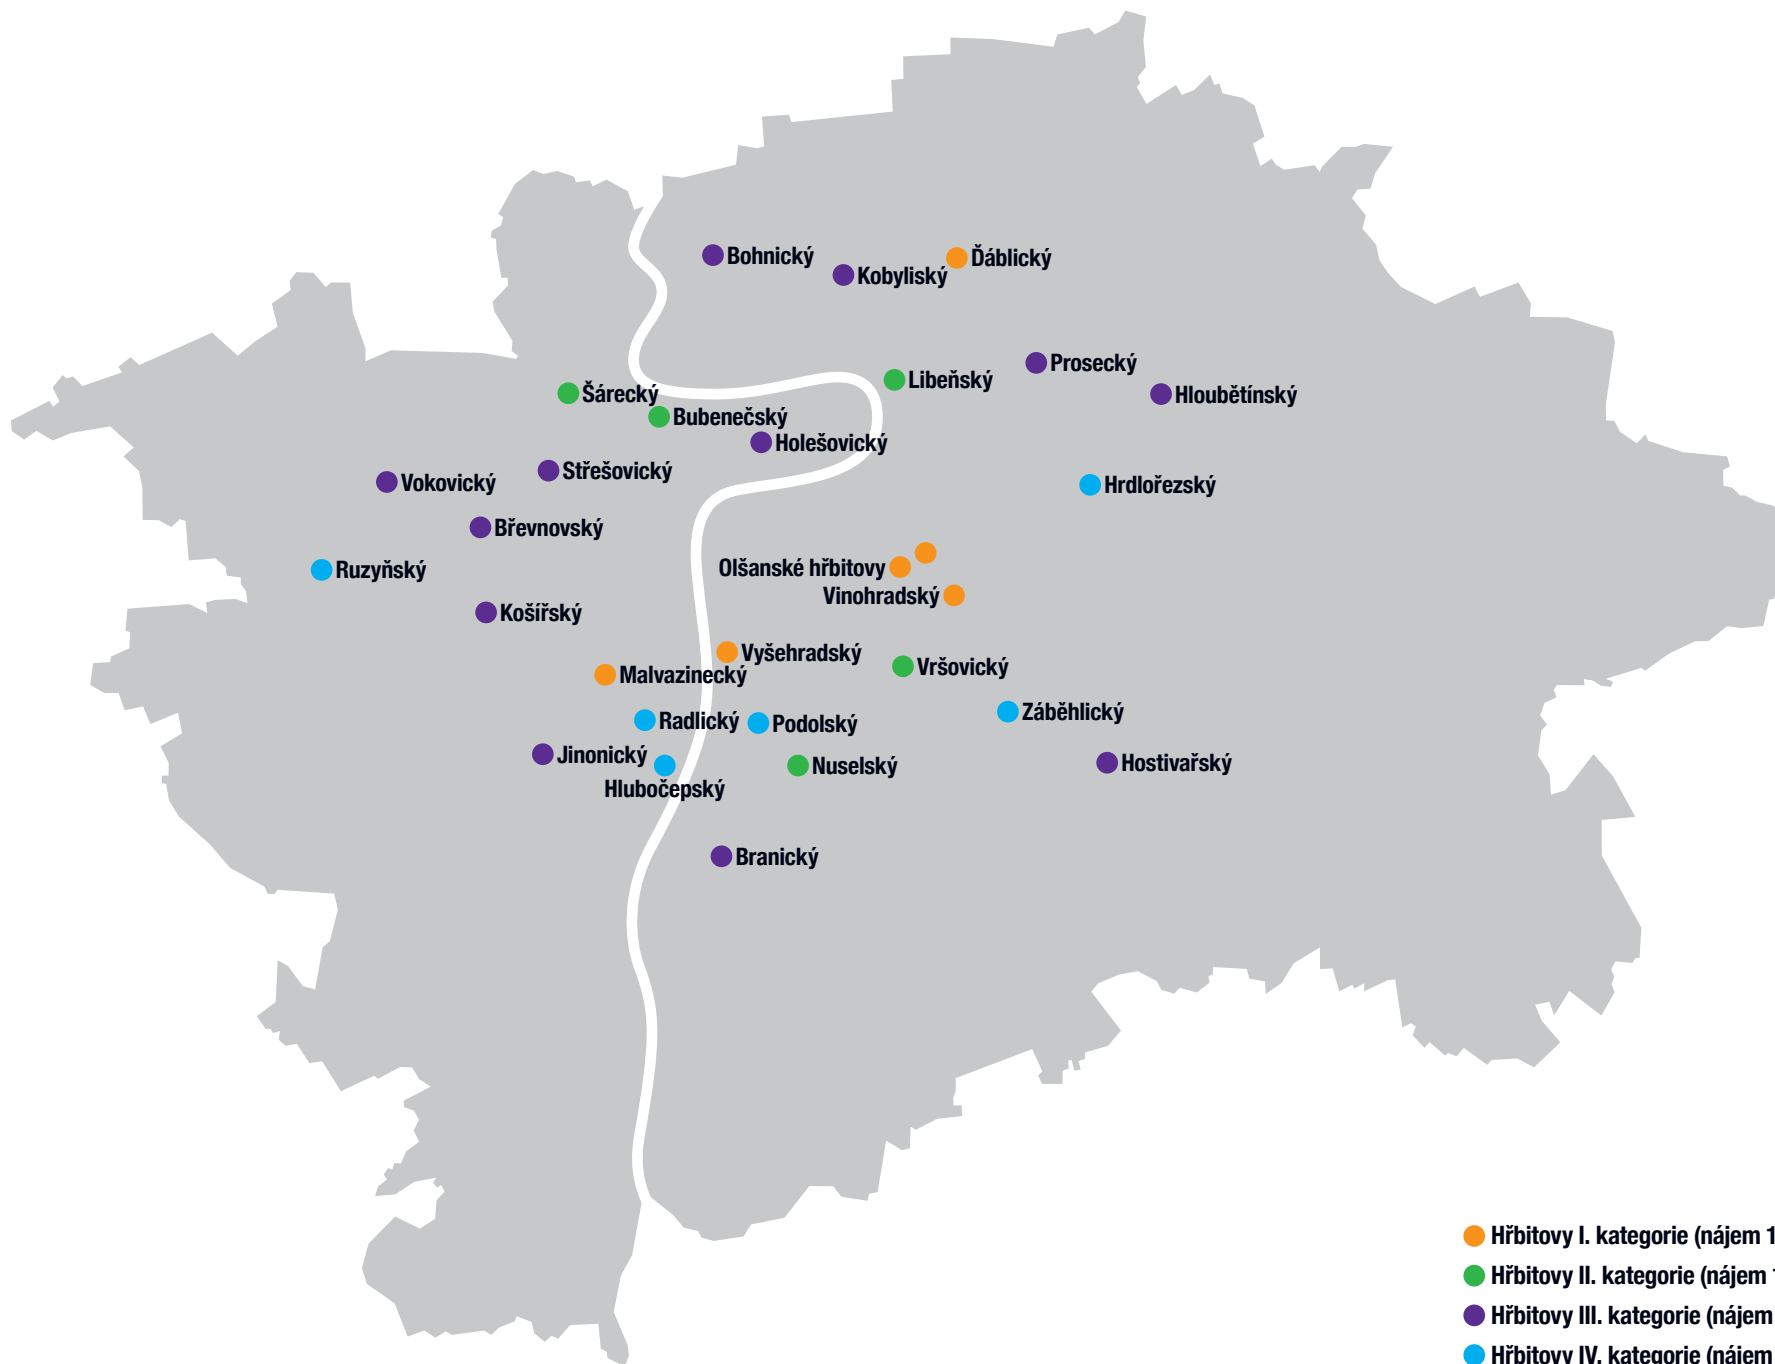 Bohnický
Ďáblický
Kobyliský
Prosecký
Libeňský
Šárecký
Hloubětínský
Bubenečský
Holešovický
Střešovický
Vokovický
Hrdlořezský
Břevnovský
Olšanské hřbitovy
Ruzyňský
Vinohradský
Košířský
Vyšehradský
Vršovický
Malvazinecký
Záběhlický
Radlický
Podolský
Jinonický
Hostivařský
Nuselský
Hlubočepský
Branický
Hřbitovy I. kategorie (nájem 1
Hřbitovy II. kategorie (nájem
Hřbitovy III. kategorie (nájem
Hřbitovy IV. kategorie (nájem